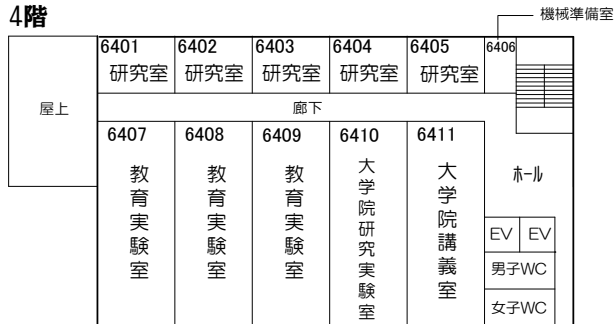 4階
機械準備室
6401 6402 6403 6404 6405 6406
研究室 研究室 研究室 研究室 研究室
屋上
廊下
6407 6408 6409 6410 6411
教育実験室
教育実験室
教育実験室
大学院研究実験室
大学院講義室
ホール
EV EV
男子WC
女子WC